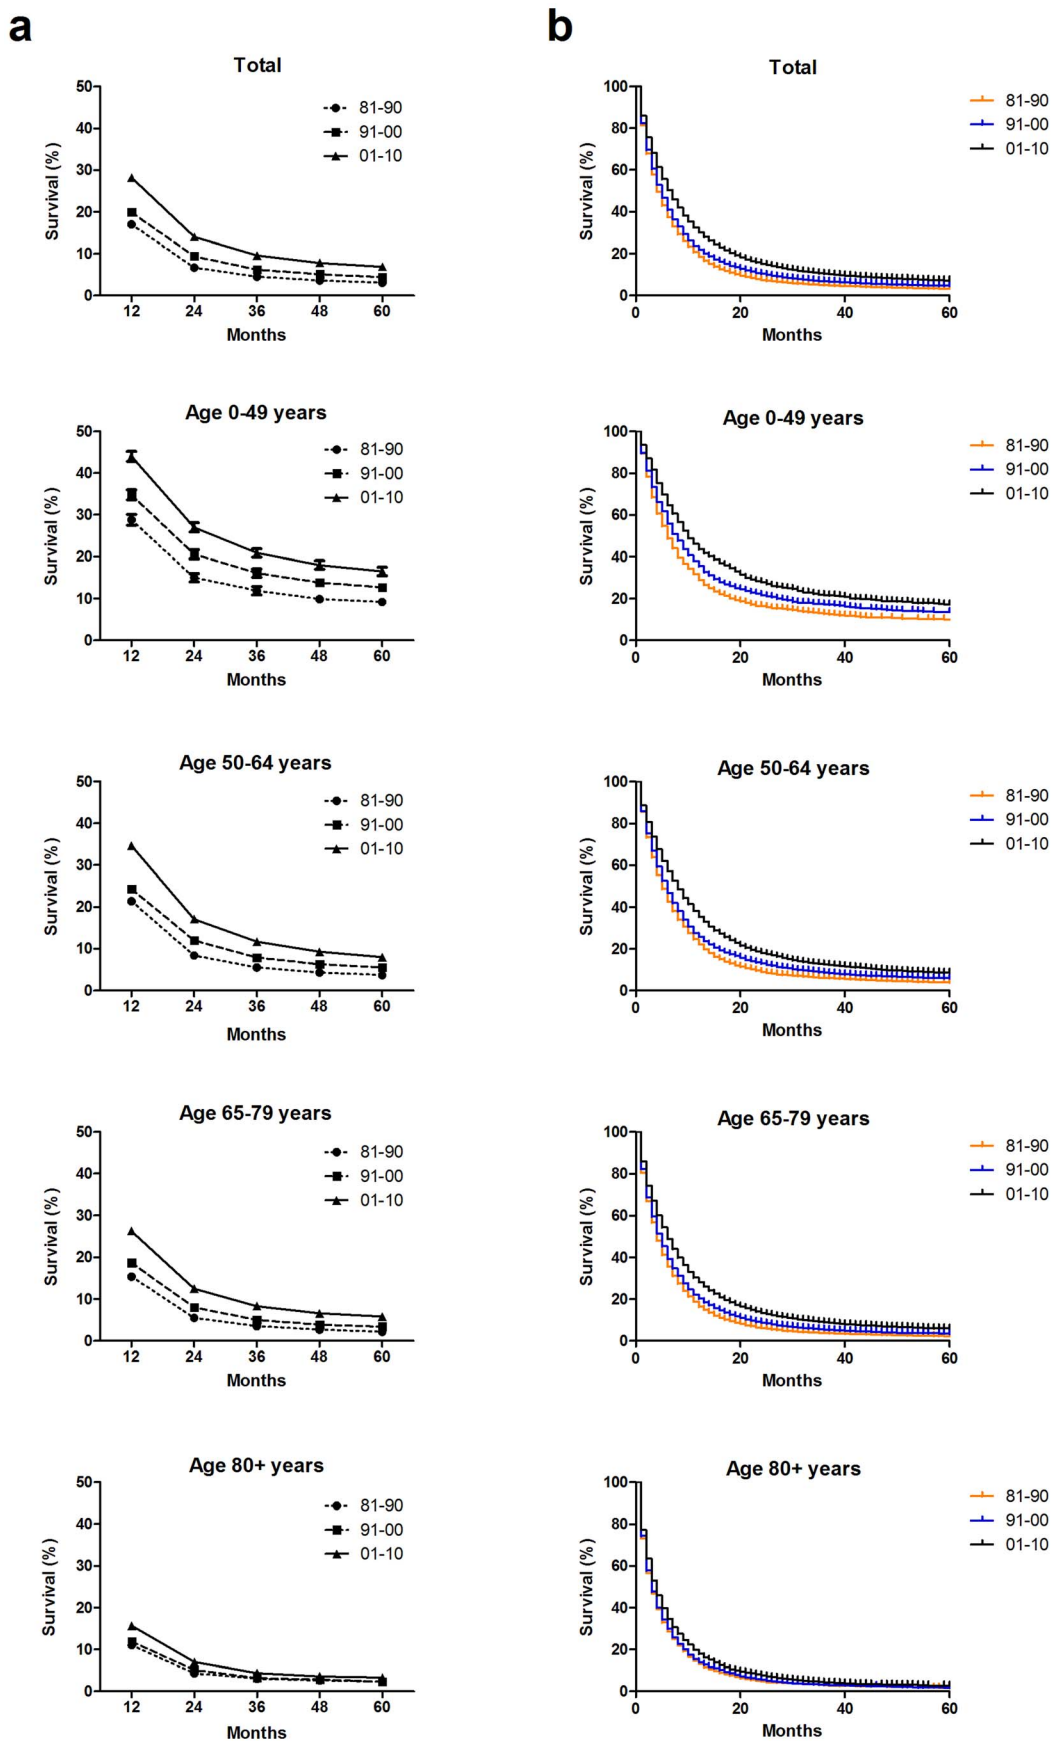 a
b
Total
Survival (%)
50
40
30
20
10
0
12 24 36 48 60
Months
81-90
91-00
01-10
Total
Survival (%)
100
80
60
40
20
0
0 20 40 60
Months
81-90
91-00
01-10
Age 0-49 years
Survival (%)
50
40
30
20
10
0
12 24 36 48 60
Months
81-90
91-00
01-10
Age 0-49 years
Survival (%)
100
80
60
40
20
0
0 20 40 60
Months
81-90
91-00
01-10
Age 50-64 years
Survival (%)
50
40
30
20
10
0
12 24 36 48 60
Months
81-90
91-00
01-10
Age 50-64 years
Survival (%)
100
80
60
40
20
0
0 20 40 60
Months
81-90
91-00
01-10
Age 65-79 years
Survival (%)
50
40
30
20
10
0
12 24 36 48 60
Months
81-90
91-00
01-10
Age 65-79 years
Survival (%)
100
80
60
40
20
0
0 20 40 60
Months
81-90
91-00
01-10
Age 80+ years
Survival (%)
50
40
30
20
10
0
12 24 36 48 60
Months
81-90
91-00
01-10
Age 80+ years
Survival (%)
100
80
60
40
20
0
0 20 40 60
Months
81-90
91-00
01-10